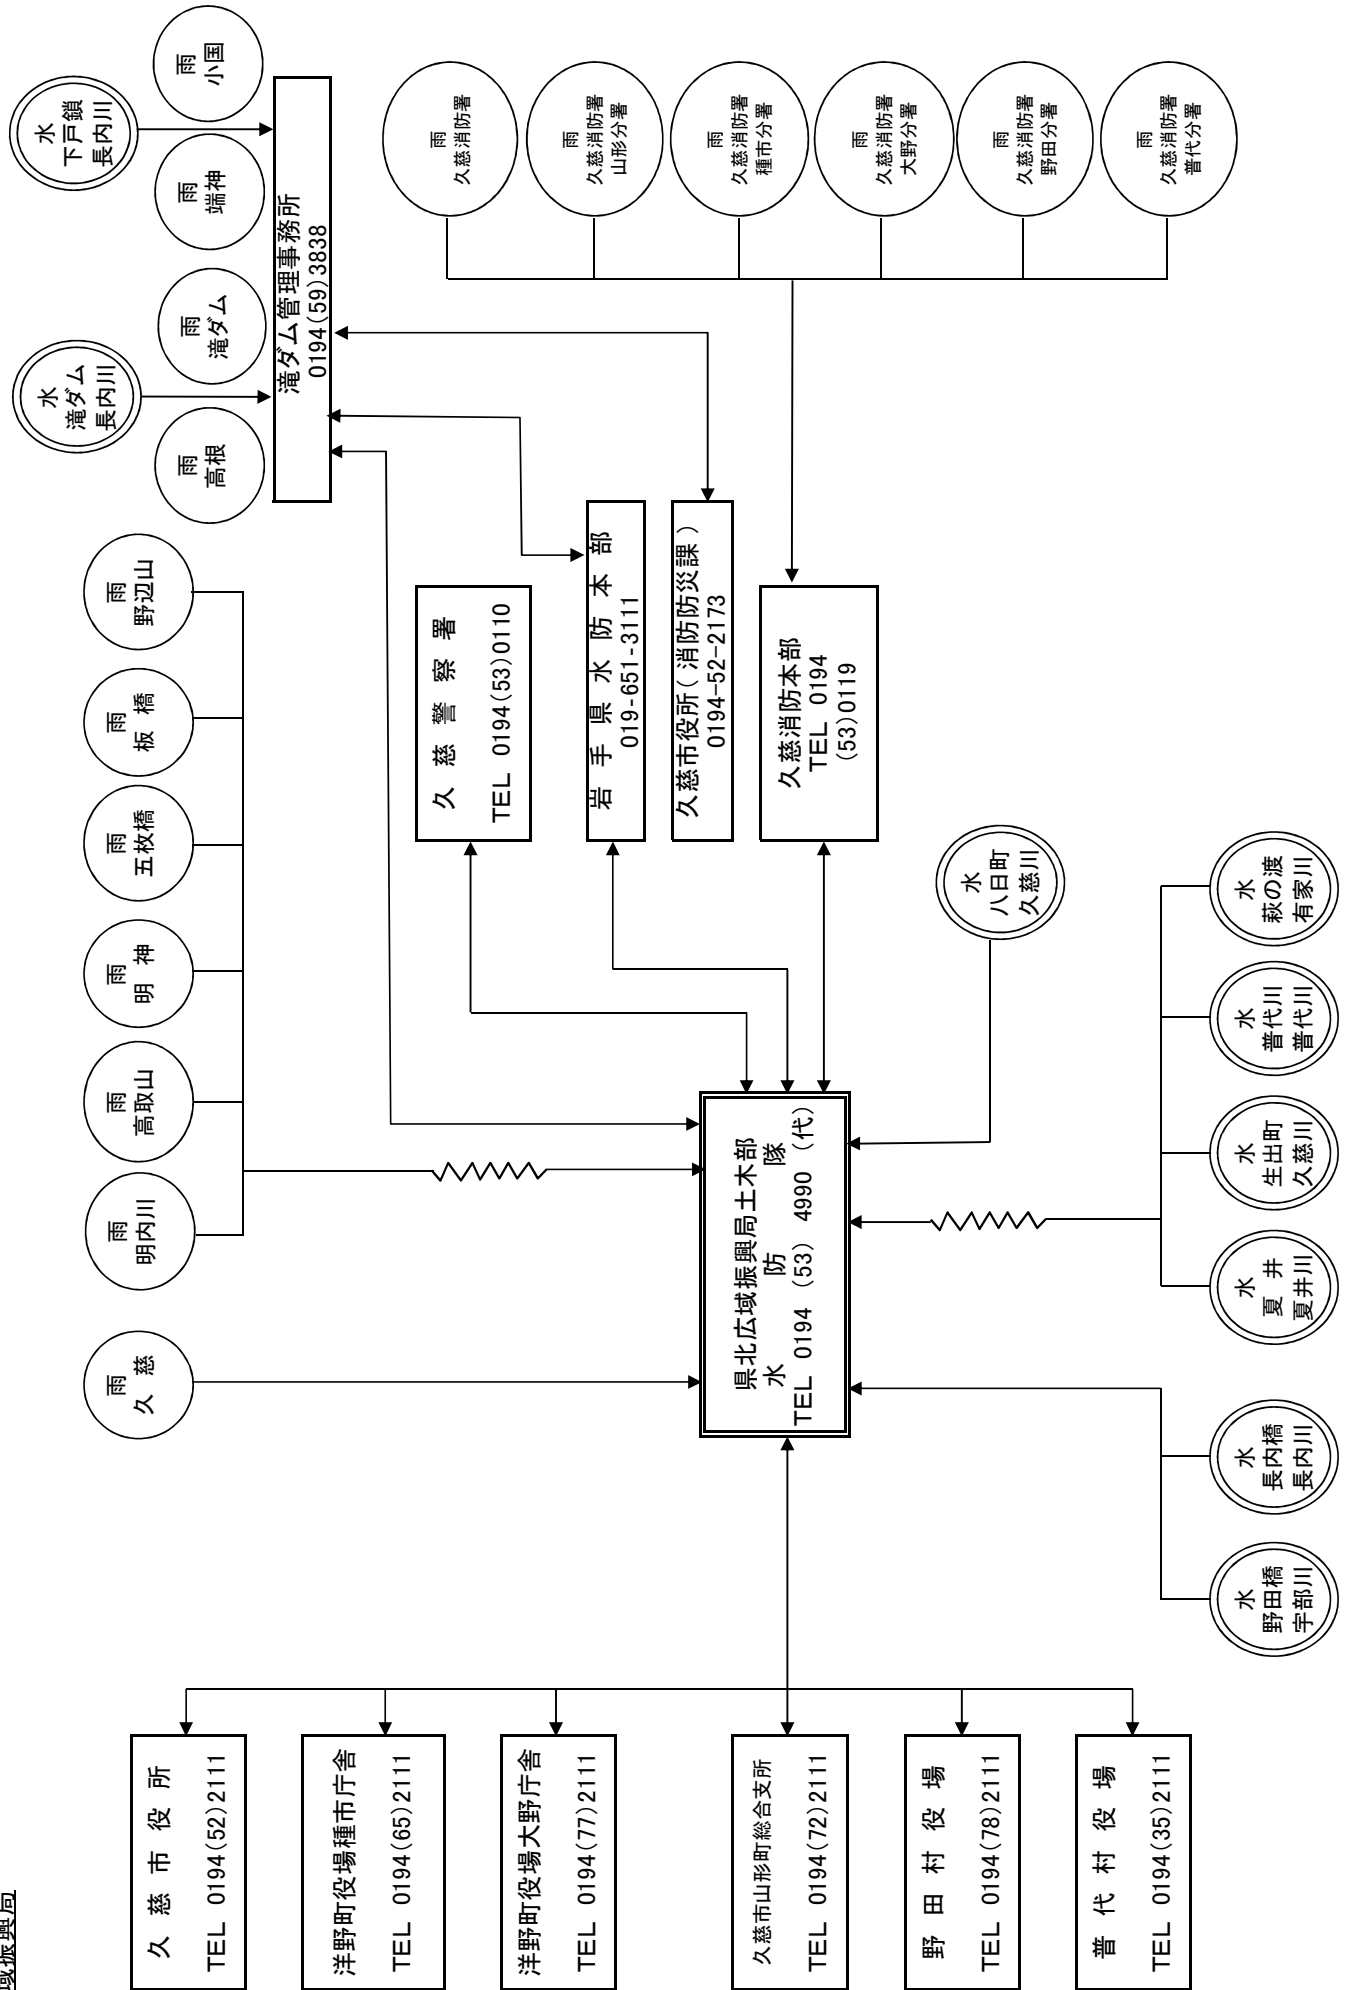 域振興局
久慈市役所
TEL 0194(52)2111
洋野町役場種市庁舎
TEL 0194(65)2111
洋野町役場大野庁舎
TEL 0194(77)2111
久慈市山形町総合支所
TEL 0194(72)2111
野田村役場
TEL 0194(78)2111
普代村役場
TEL 0194(35)2111
雨
久慈
雨
明内川
雨
高取山
雨
明神
雨
五枚橋
雨
板橋
雨
野辺山
県北広域振興局土木部
水防隊
TEL 0194 (53) 4990 (代)
水
野田橋
宇部川
水
長内橋
長内川
水
夏井
夏井川
水
生出町
久慈川
水
普代川
普代川
水
萩の渡
有家川
水
八日町
久慈川
久慈警察署
TEL 0194(53)0110
岩手県水防本部
019-651-3111
久慈市役所(消防防災課)
0194-52-2173
久慈消防本部
TEL 0194
(53)0119
水
滝ダム
長内川
水
下戸鎖
長内川
雨
高根
雨
滝ダム
雨
端神
雨
小国
滝ダム管理事務所
0194(59)3838
雨
久慈消防署
雨
久慈消防署
山形分署
雨
久慈消防署
種市分署
雨
久慈消防署
大野分署
雨
久慈消防署
野田分署
雨
久慈消防署
普代分署